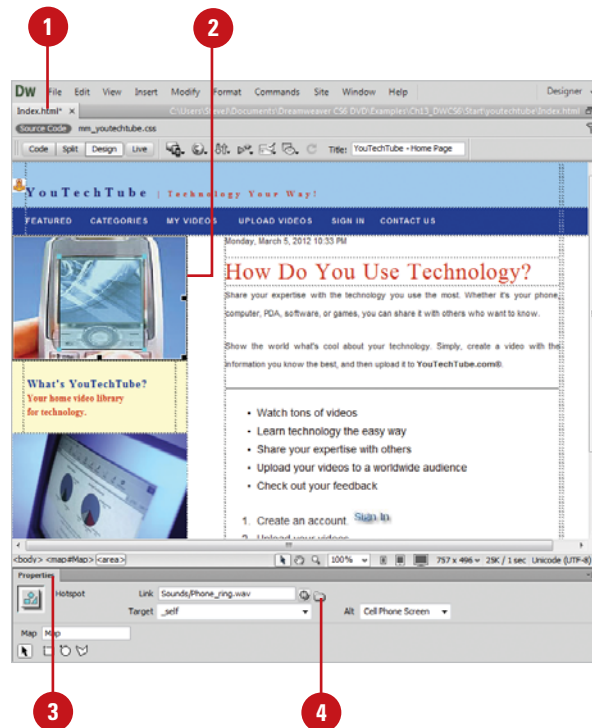 1
2
DW File Edit View Insert Modify Format Commands Site Window Help Designer
Index.html* x C:\Users\SteveJ\Documents\Dreamweaver CS6 DVD\Examples\Ch13_DWCS6\Start\youtechtube\Index.html
Source Code mm_youtechtube.css
Code Split Design Live Title: YouTechTube - Home Page
YouTechTube | Technology Your Way!
FEATURED CATEGORIES MY VIDEOS UPLOAD VIDEOS SIGN IN CONTACT US
Monday, March 5, 2012 10:33 PM
How Do You Use Technology?
Share your expertise with the technology you use the most. Whether it's your phone,
computer, PDA, software, or games, you can share it with others who want to know.
Show the world what's cool about your technology. Simply, create a video with the
information you know the best, and then upload it to YouTechTube.com®.
What's YouTechTube?
Your home video library
for technology.
• Watch tons of videos
• Learn technology the easy way
• Share your expertise with others
• Upload your videos to a worldwide audience
• Check out your feedback
1. Create an account. Sign In
2. Upload your videos
<body> <map#Map> <area> 100% 757 x 496 25K / 1 sec Unicode (UTF-8)
Properties
Hotspot Link Sounds/Phone_ring.wav
Target _self Alt Cell Phone Screen
Map Map
3
4